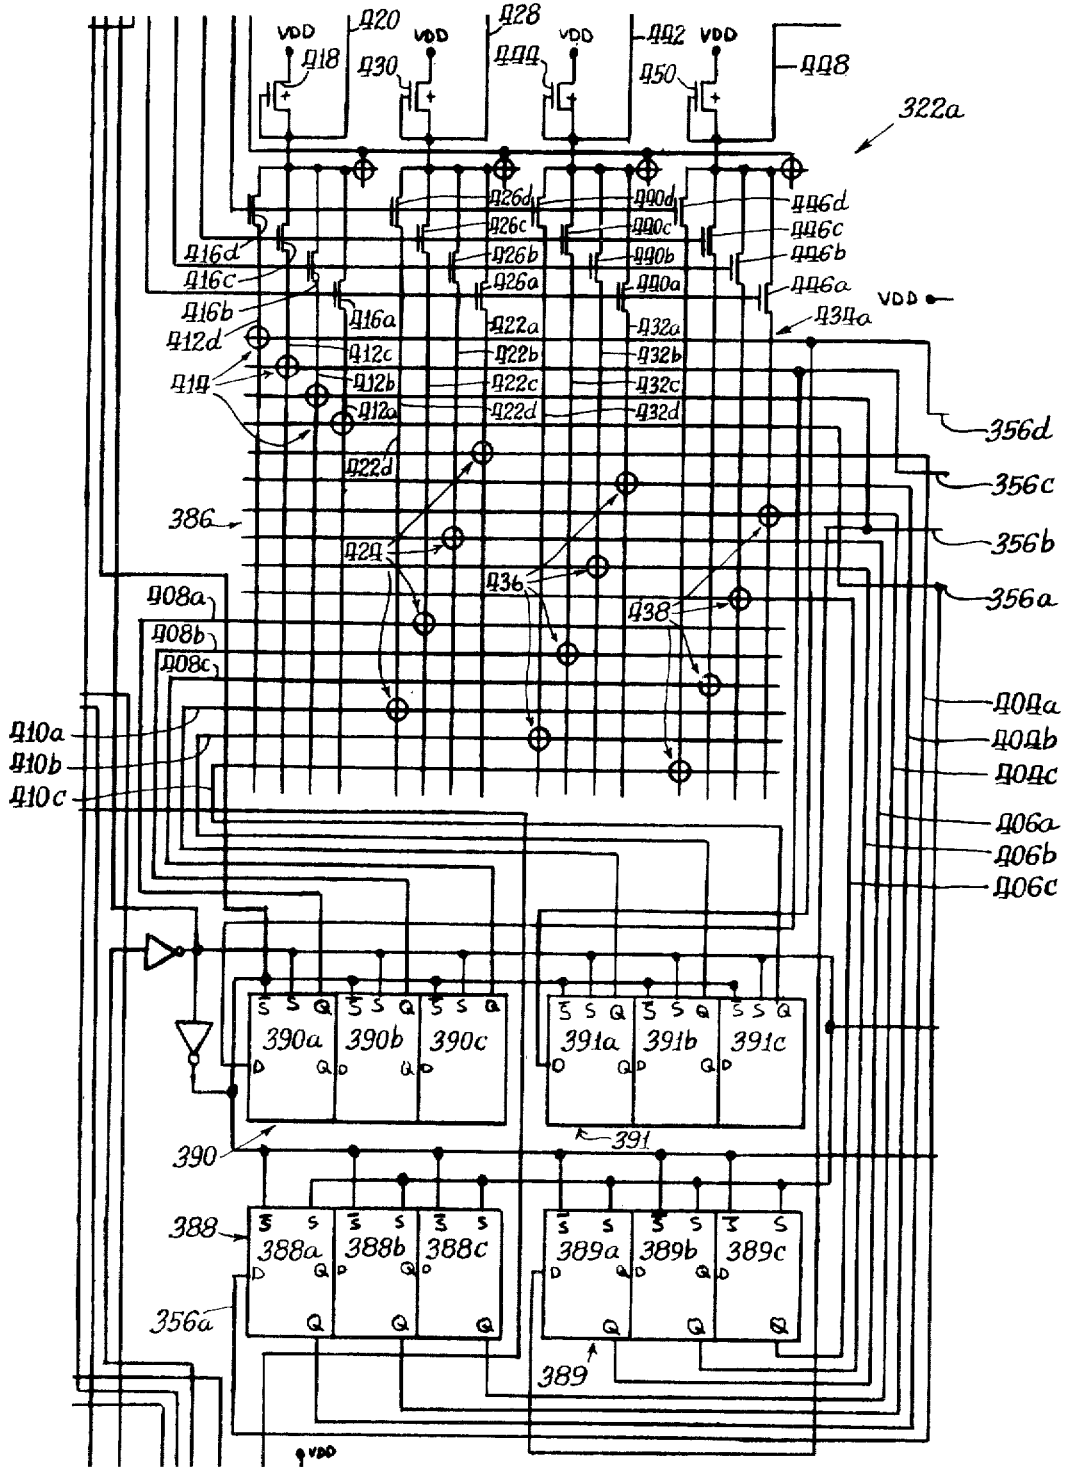 420 428 442 448
VDD VDD VDD VDD
418 430 444 450
322a
426d 440d 446d
426c 440c 446c
416d 426b 440b 446b
416c 426a 440a 446a
416b 416a 422a 432a VDD 434a
412d 412c 422b 432b
414 412b 422c 432c
412a 422d 432d
356d
422d
356c
386
424 436 356b
438 356a
408a
408b
408c
404a
410a 404b
410b 404c
410c
406a
406b
406c
S̅ S Q S̅ S Q S̅ S Q S̅ S Q S̅ S Q S̅ S Q
390a 390b 390c 391a 391b 391c
D Q D Q D D Q D Q D
390 391
388 S̅ S S̅ S S̅ S S̅ S S̅ S S̅ S
388a 388b 388c 389a 389b 389c
D Q D Q D D Q D Q D
356a Q Q Q Q Q Q
389
VDD